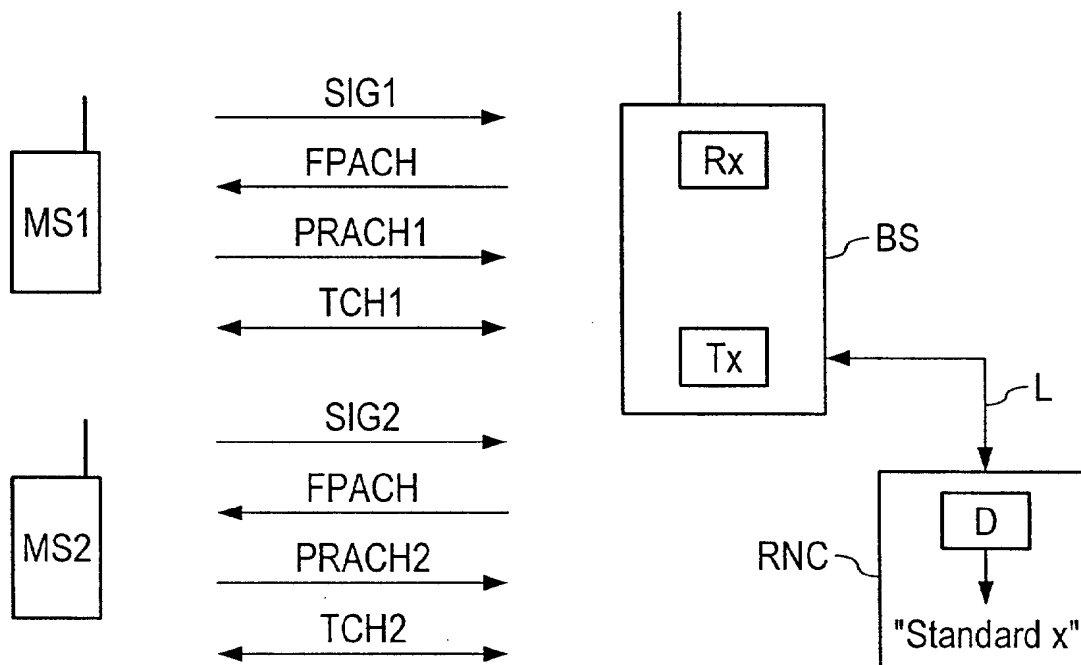 SIG1
FPACH
MS1
PRACH1
TCH1
Rx
BS
Tx
L
SIG2
FPACH
MS2
PRACH2
TCH2
D
RNC
"Standard x"